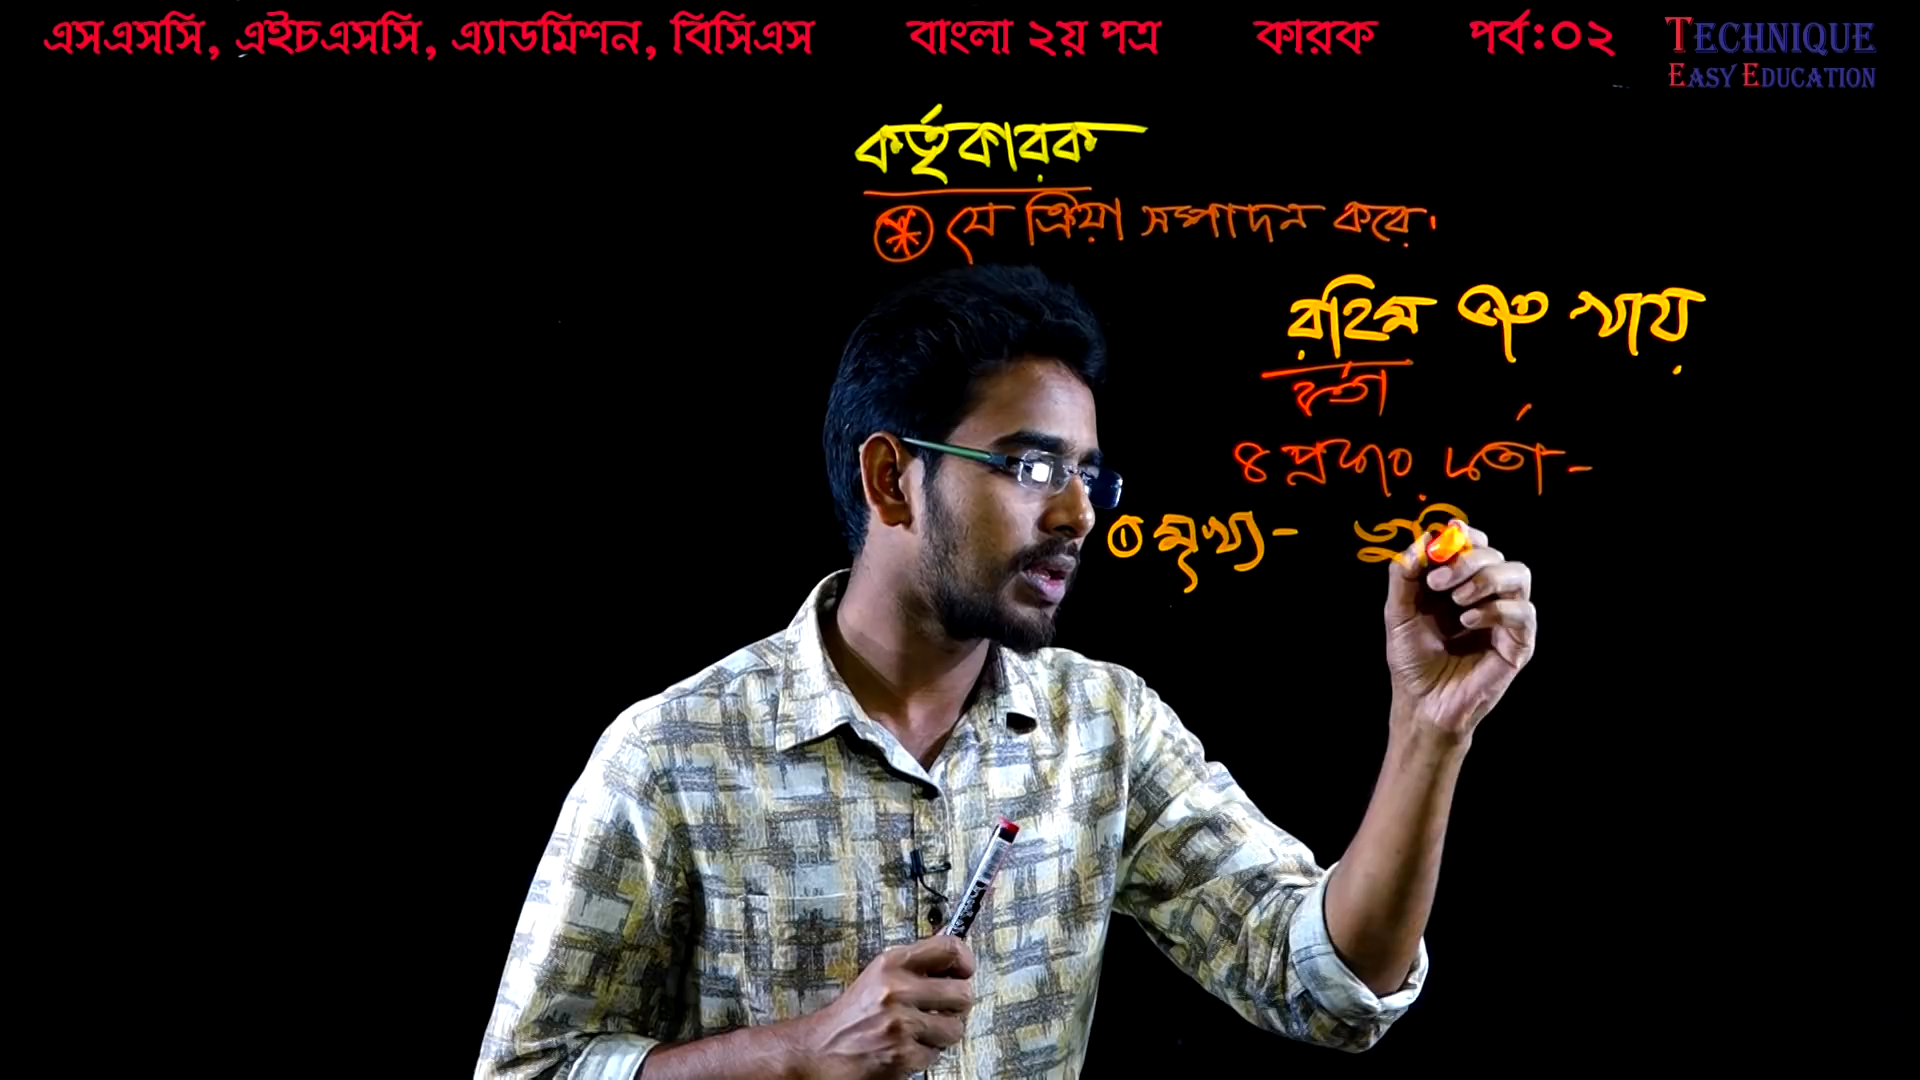 এসএসসি, এইচএসসি, এ্যাডমিশন, বিসিএস বাংলা ২য় পত্র কারক পর্ব:০২
TECHNIQUE
EASY EDUCATION
কর্তৃকারক
যে ক্রিয়া সম্পাদন করে।
রহিম ভাত খায়
কর্তা
৪ প্রকার কর্তা -
① মূখ্য -